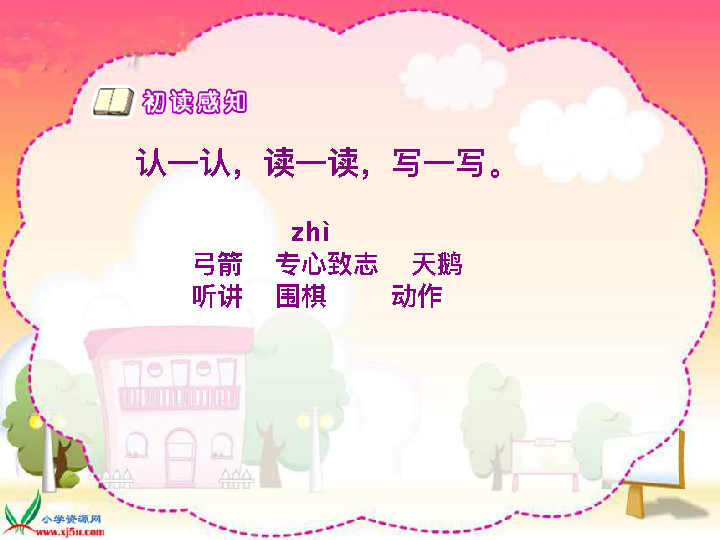 初读感知
认一认，读一读，写一写。
zhì
弓箭 专心致志 天鹅
听讲 围棋 动作
小学资源网
www.xj5u.com